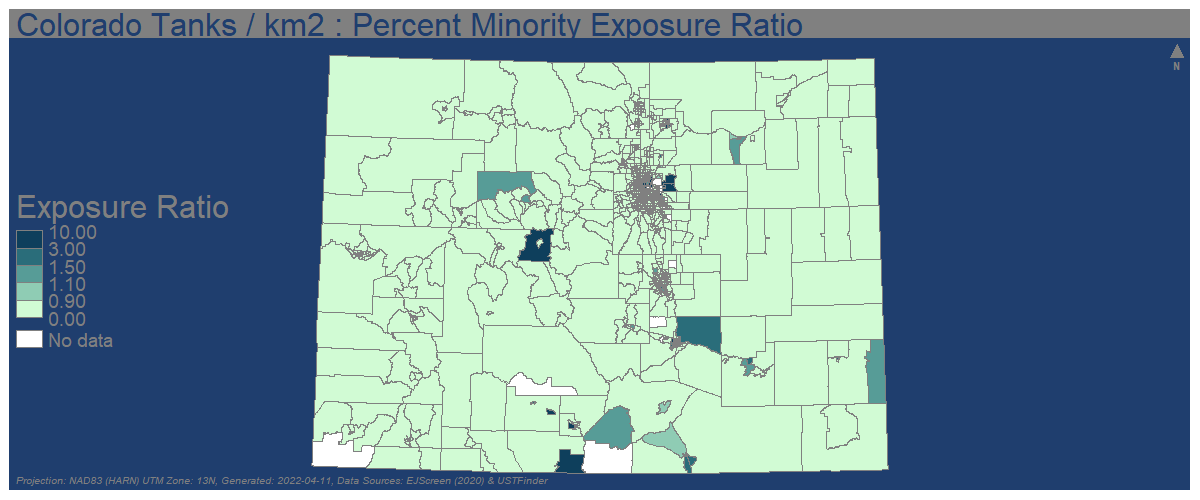 Colorado Tanks / km2 : Percent Minority Exposure Ratio
N
Exposure Ratio
10.00
3.00
1.50
1.10
0.90
0.00
No data
Projection: NAD83 (HARN) UTM Zone: 13N, Generated: 2022-04-11, Data Sources: EJScreen (2020) & USTFinder